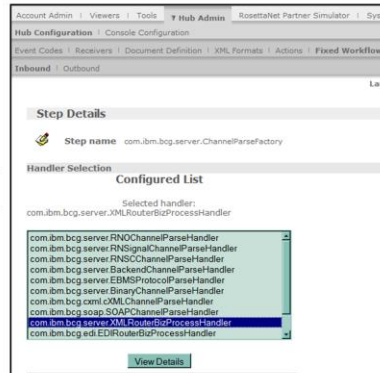 Account Admin | Viewers | Tools ▼ Hub Admin RosettaNet Partner Simulator | Sys
Hub Configuration | Console Configuration
Event Codes | Receivers | Document Definition | XML Formats | Actions | Fixed Workflow
Inbound | Outbound
La
Step Details
Step name com.ibm.bcg.server.ChannelParseFactory
Handler Selection
Configured List
Selected handler:
com.ibm.bcg.server.XMLRouterBizProcessHandler
com.ibm.bcg.server.RNOChannelParseHandler
com.ibm.bcg.server.RNSignalChannelParseHandler
com.ibm.bcg.server.RNSCChannelParseHandler
com.ibm.bcg.server.BackendChannelParseHandler
com.ibm.bcg.server.EBMSProtocolParseHandler
com.ibm.bcg.server.BinaryChannelParseHandler
com.ibm.bcg.cxml.cXMLChannelParseHandler
com.ibm.bcg.soap.SOAPChannelParseHandler
com.ibm.bcg.server.XMLRouterBizProcessHandler
com.ibm.bcg.edi.EDIRouterBizProcessHandler
View Details